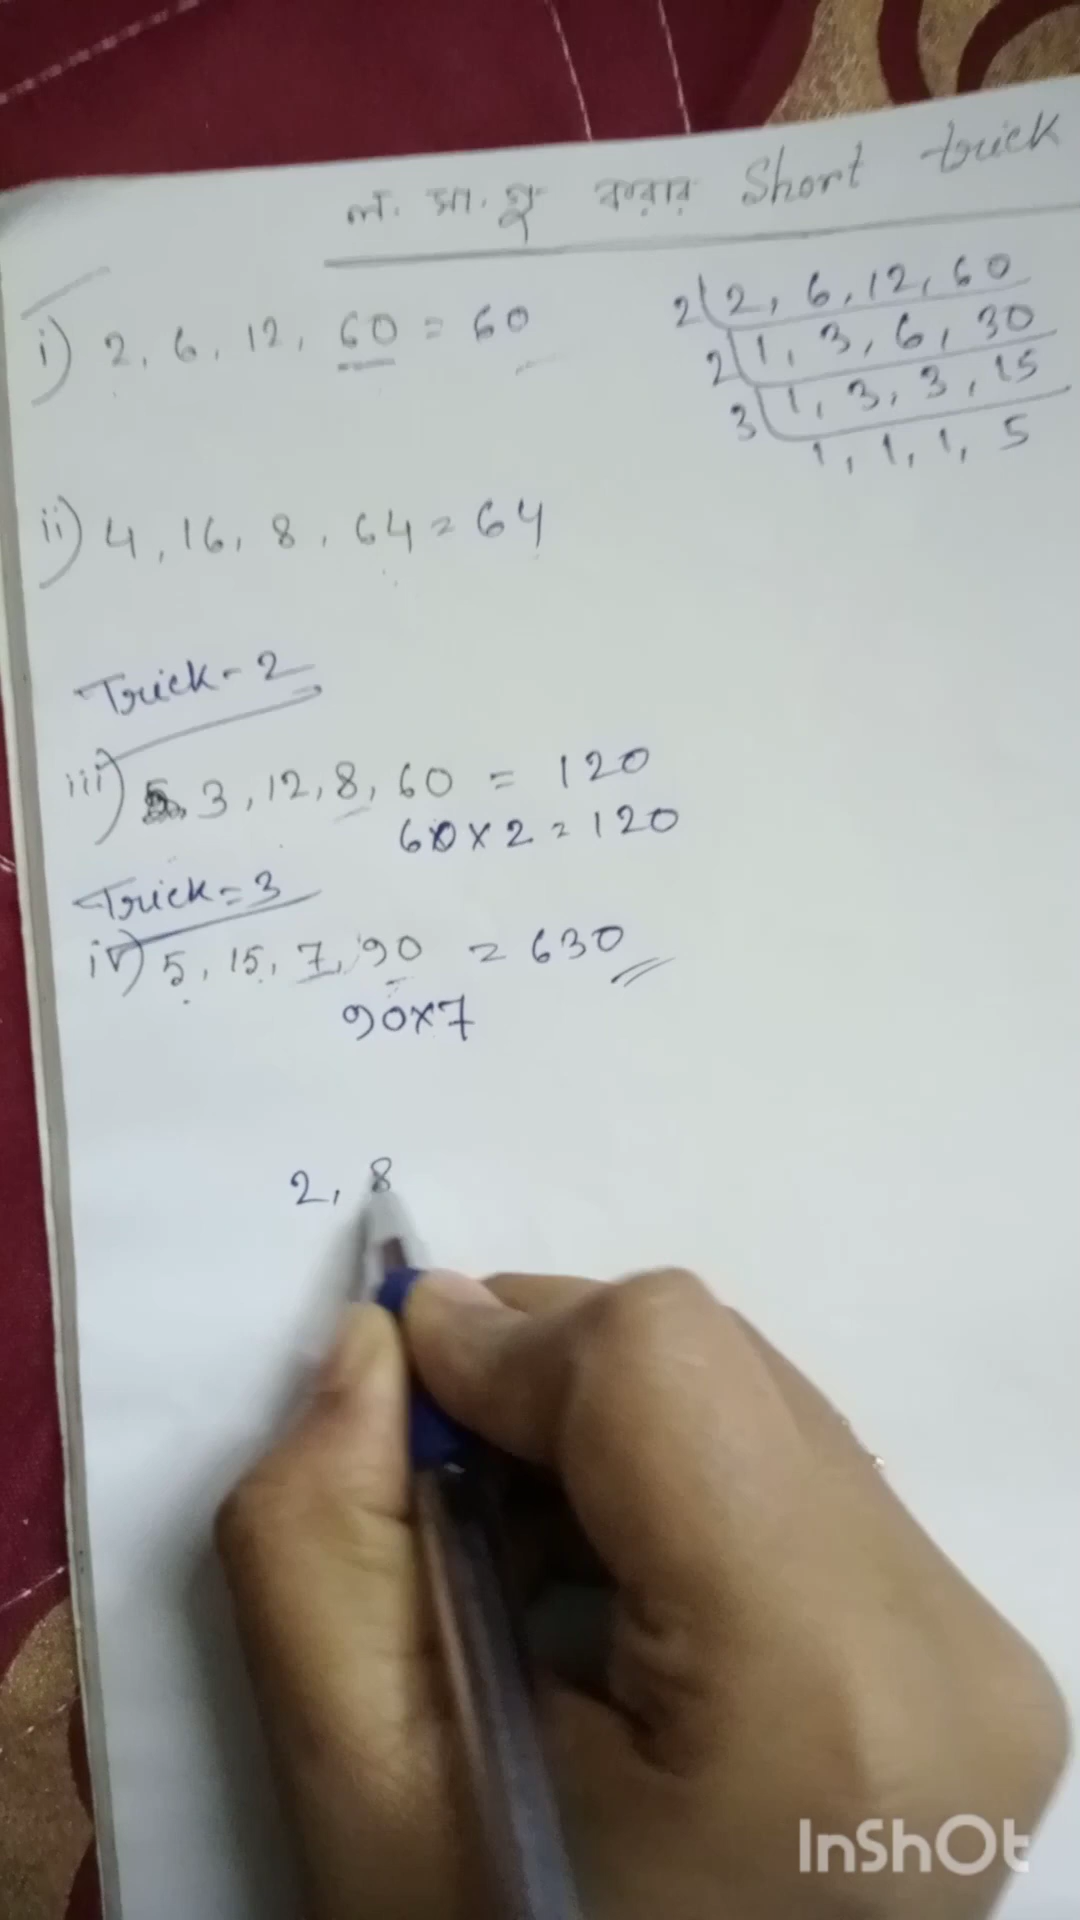 ল. সা. গু করার Short trick
i) 2, 6, 12, 60 = 60
2 2, 6, 12, 60
2 1, 3, 6, 30
3 1, 3, 3, 15
1, 1, 1, 5
ii) 4, 16, 8, 64 = 64
Trick-2
iii) 3, 12, 8, 60 = 120
60×2=120
Trick=3
iv) 5, 15, 7, 90 = 630
90×7
2, 8
InShOt